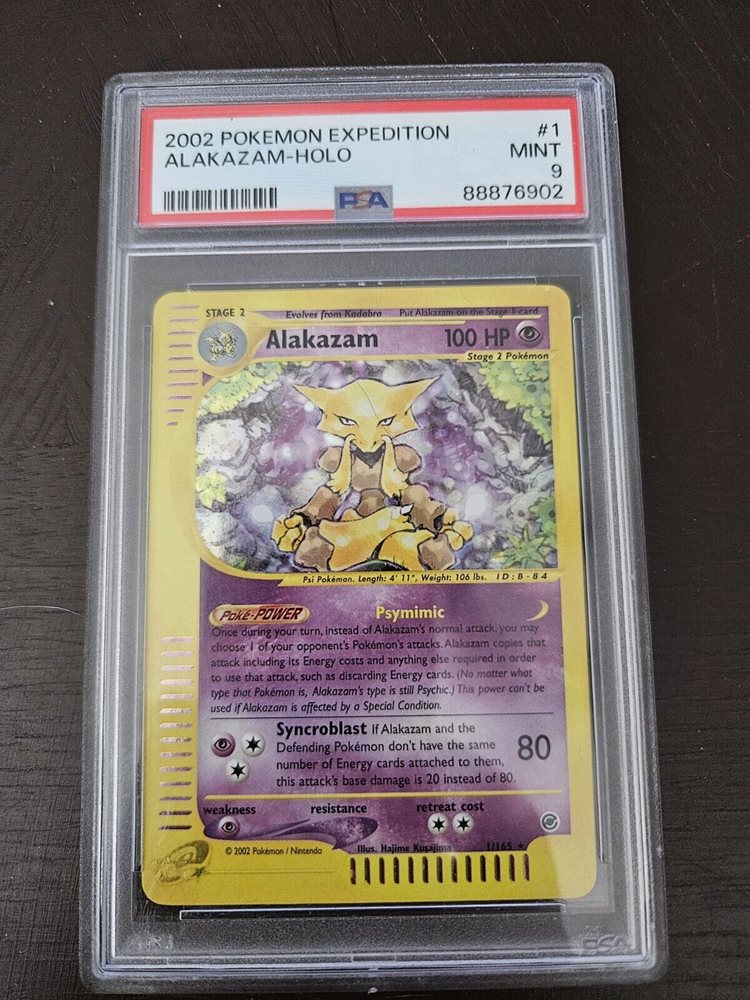 2002 POKEMON EXPEDITION #1
ALAKAZAM-HOLO MINT
9
PSA 88876902
STAGE 2 Evolves from Kadabra Put Alakazam on the Stage 1 card
Alakazam 100 HP
Stage 2 Pokémon
Psi Pokémon. Length: 4' 11", Weight: 106 lbs. ID:B-84
Poké-POWER Psymimic
Once during your turn, instead of Alakazam's normal attack, you may
choose 1 of your opponent's Pokémon's attacks. Alakazam copies that
attack including its Energy costs and anything else required in order
to use that attack, such as discarding Energy cards. (No matter what
type that Pokémon is, Alakazam's type is still Psychic.) This power can't be
used if Alakazam is affected by a Special Condition.
Syncroblast If Alakazam and the
Defending Pokémon don't have the same
number of Energy cards attached to them,
this attack's base damage is 20 instead of 80.
80
weakness resistance retreat cost
© 2002 Pokémon / Nintendo Illus. Hajime Kusajima 1/165 ★
PSA